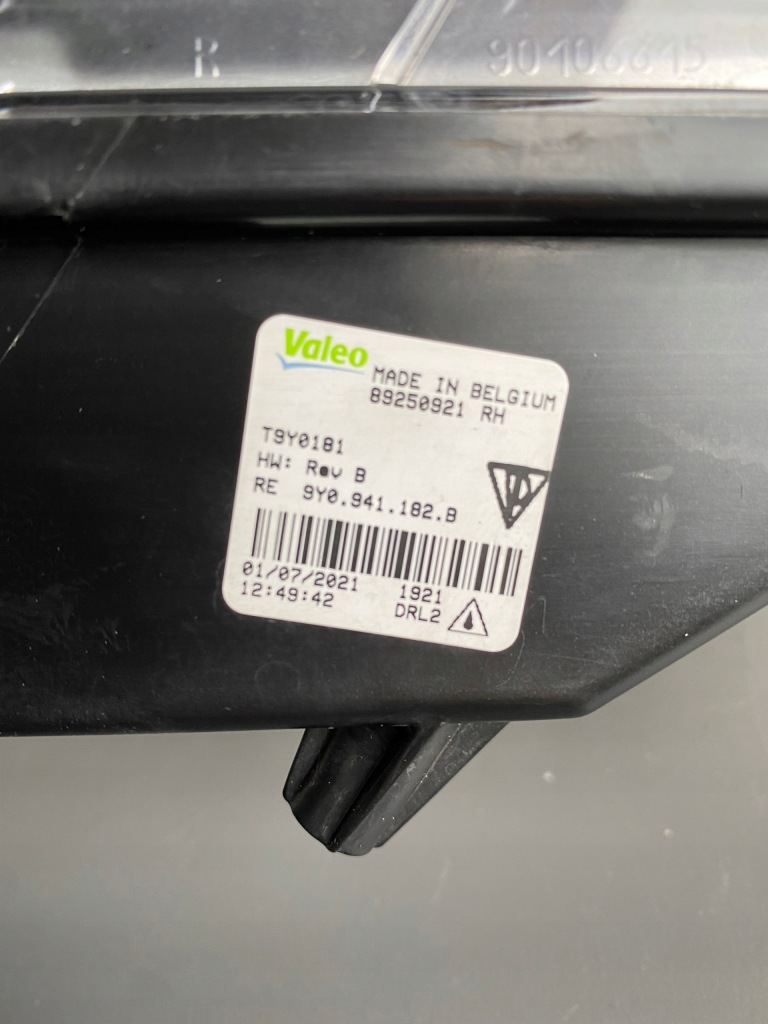 R 90106615
Valeo
MADE IN BELGIUM
89250921 RH
T9Y0181
HW: Rev B
RE 9Y0.941.182.B
01/07/2021 1921
12:49:42 DRL2